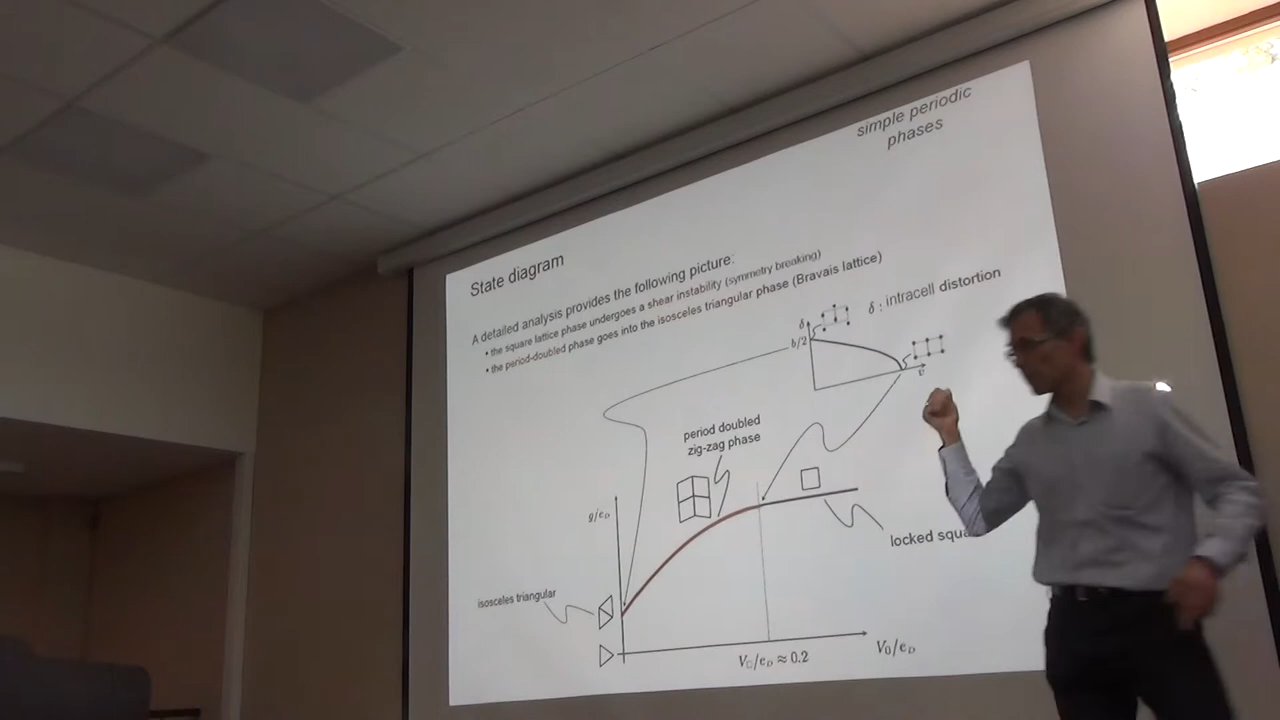 simple periodic
phases
State diagram
A detailed analysis provides the following picture:
• the square lattice phase undergoes a shear instability (symmetry breaking)
• the period-doubled phase goes into the isosceles triangular phase (Bravais lattice)
δ : intracell distortion
δ
b/2
v
period doubled
zig-zag phase
g/e_D
locked squa
isosceles triangular
V_□/e_D ≈ 0.2
V_0/e_D